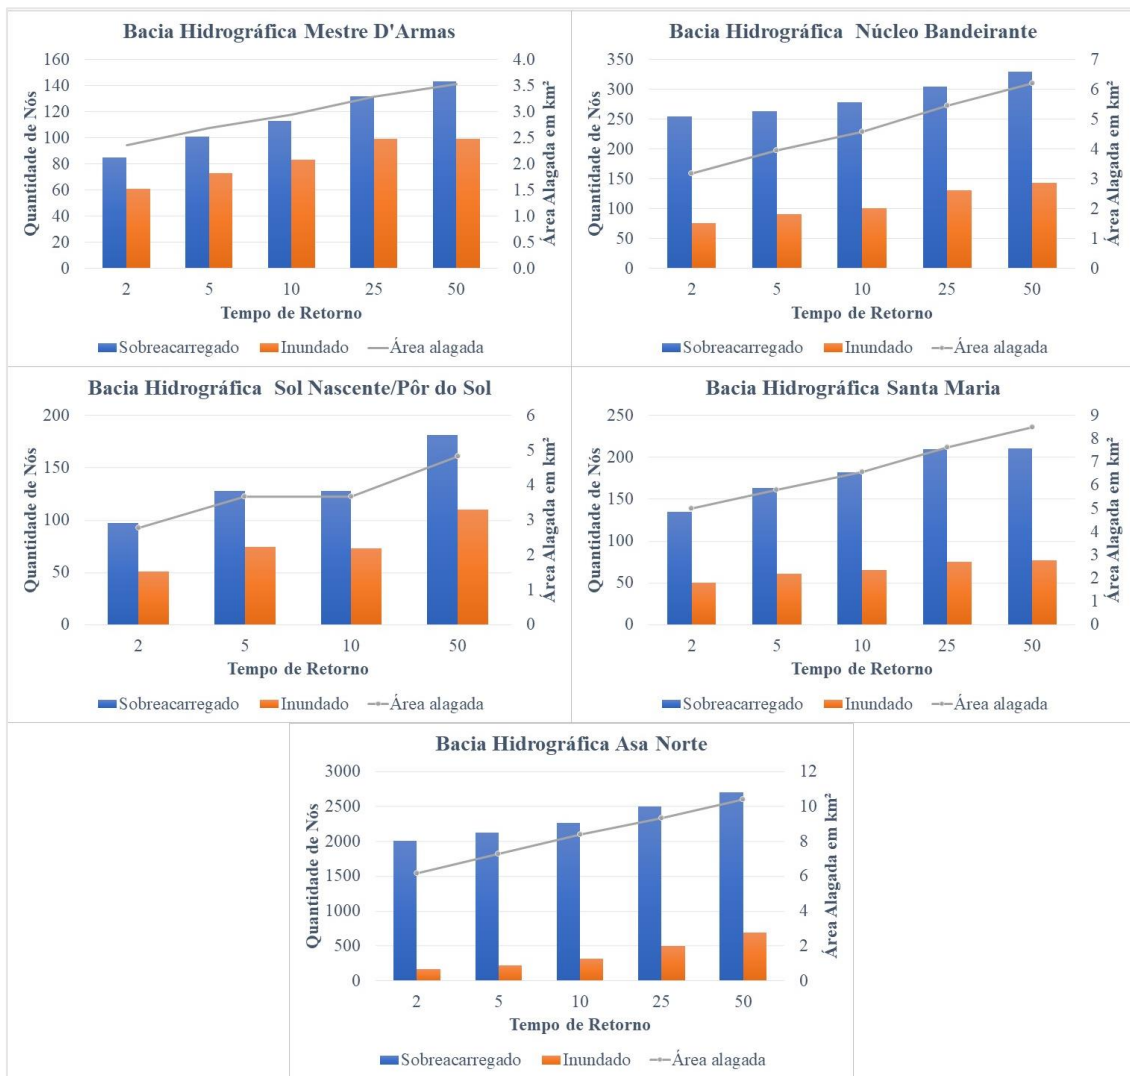 Bacia Hidrográfica Mestre D'Armas
160
140
120
100
80
60
40
20
0
Quantidade de Nós
4.0
3.5
3.0
2.5
2.0
1.5
1.0
0.5
0.0
Área Alagada em km²
2 5 10 25 50
Tempo de Retorno
Sobreacarregado Inundado Área alagada
Bacia Hidrográfica Núcleo Bandeirante
350
300
250
200
150
100
50
0
Quantidade de Nós
7
6
5
4
3
2
1
0
Área Alagada em km²
2 5 10 25 50
Tempo de Retorno
Sobreacarregado Inundado Área alagada
Bacia Hidrográfica Sol Nascente/Pôr do Sol
200
150
100
50
0
Quantidade de Nós
6
5
4
3
2
1
0
Área Alagada em km²
2 5 10 50
Tempo de Retorno
Sobreacarregado Inundado Área alagada
Bacia Hidrográfica Santa Maria
250
200
150
100
50
0
Quantidade de Nós
9
8
7
6
5
4
3
2
1
0
Área Alagada em km²
2 5 10 25 50
Tempo de Retorno
Sobreacarregado Inundado Área alagada
Bacia Hidrográfica Asa Norte
3000
2500
2000
1500
1000
500
0
Quantidade de Nós
12
10
8
6
4
2
0
Área Alagada em km²
2 5 10 25 50
Tempo de Retorno
Sobreacarregado Inundado Área alagada